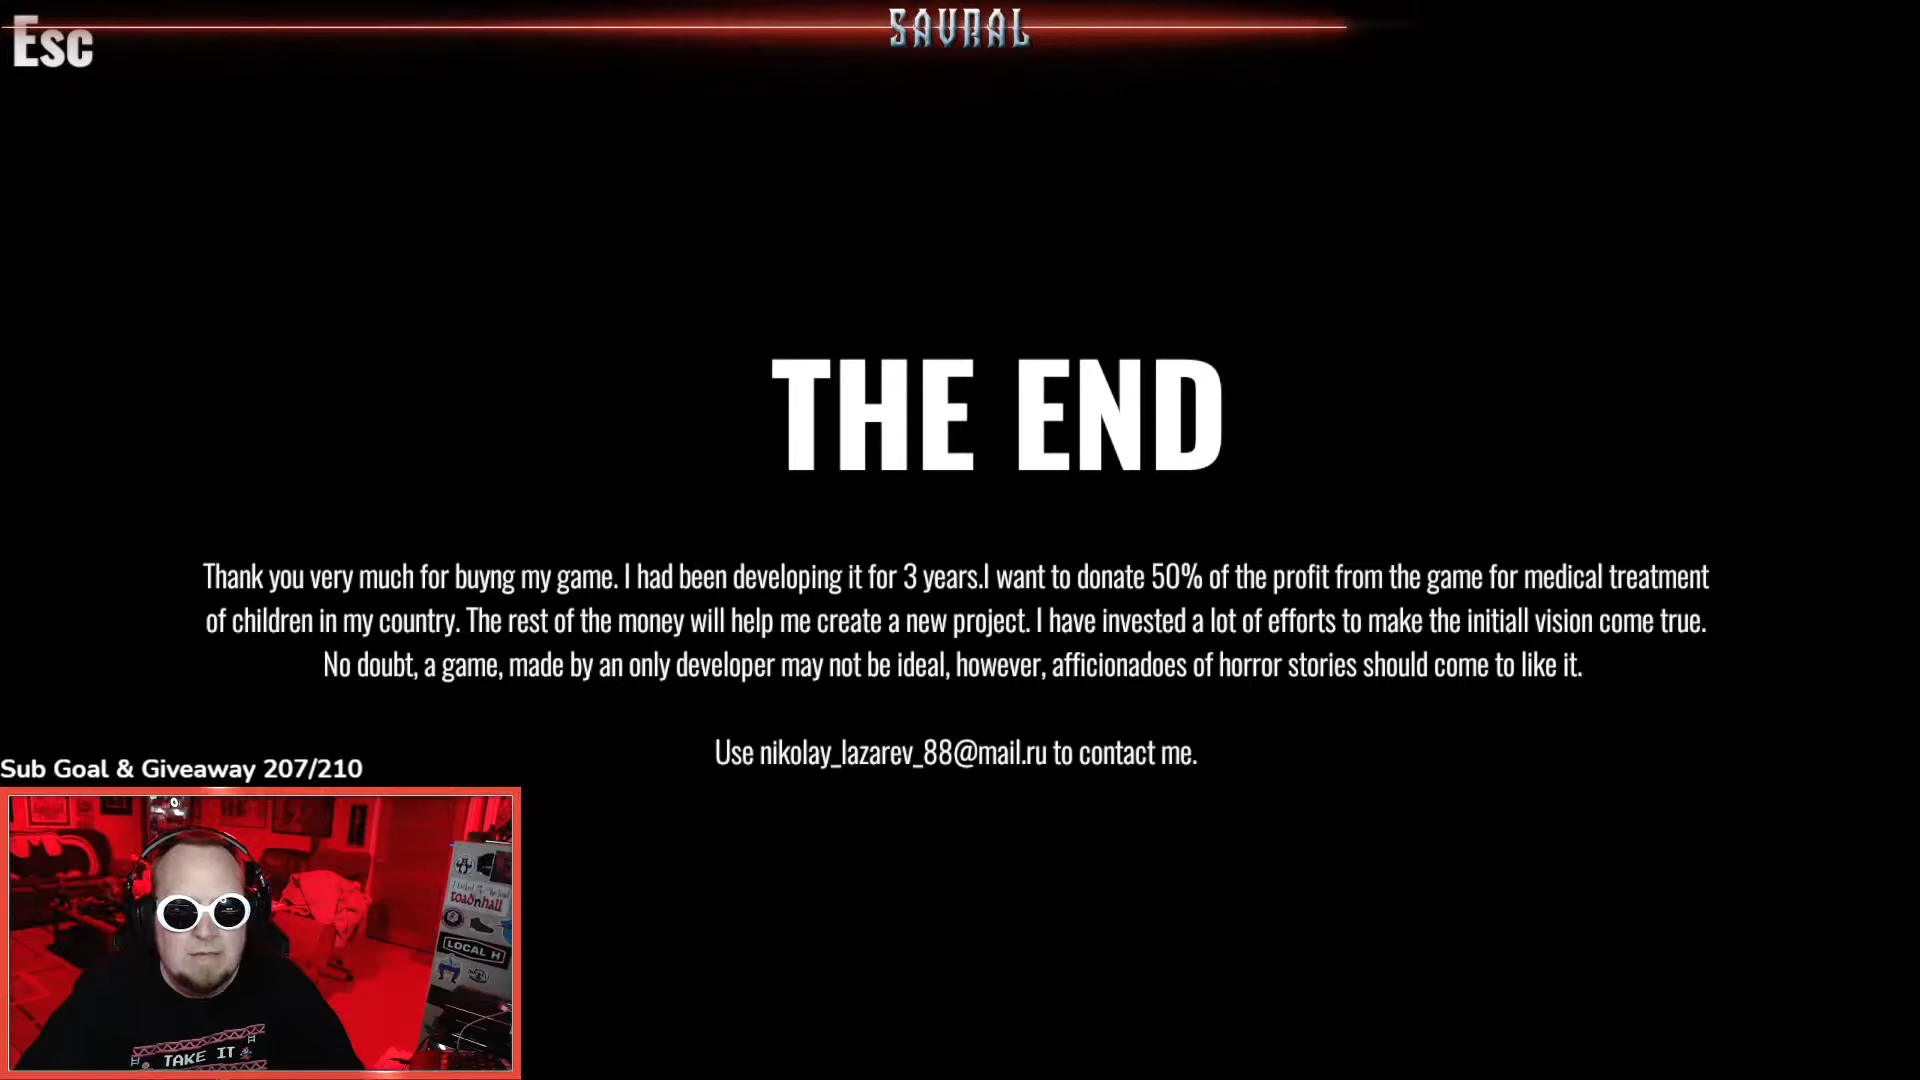 SAVRAL
Esc
THE END
Thank you very much for buyng my game. I had been developing it for 3 years.I want to donate 50% of the profit from the game for medical treatment
of children in my country. The rest of the money will help me create a new project. I have invested a lot of efforts to make the initiall vision come true.
No doubt, a game, made by an only developer may not be ideal, however, afficionadoes of horror stories should come to like it.
Use nikolay_lazarev_88@mail.ru to contact me.
Sub Goal & Giveaway 207/210
toadnhall
LOCAL H
TAKE IT